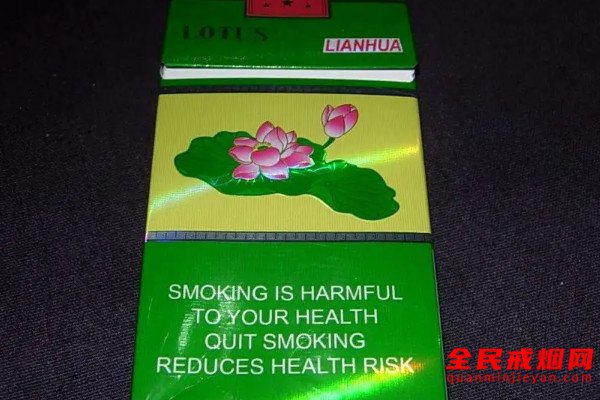 LOTUS
LIANHUA
SMOKING IS HARMFUL
TO YOUR HEALTH
QUIT SMOKING
REDUCES HEALTH RISK
全民戒烟网
quanminjieyan.com